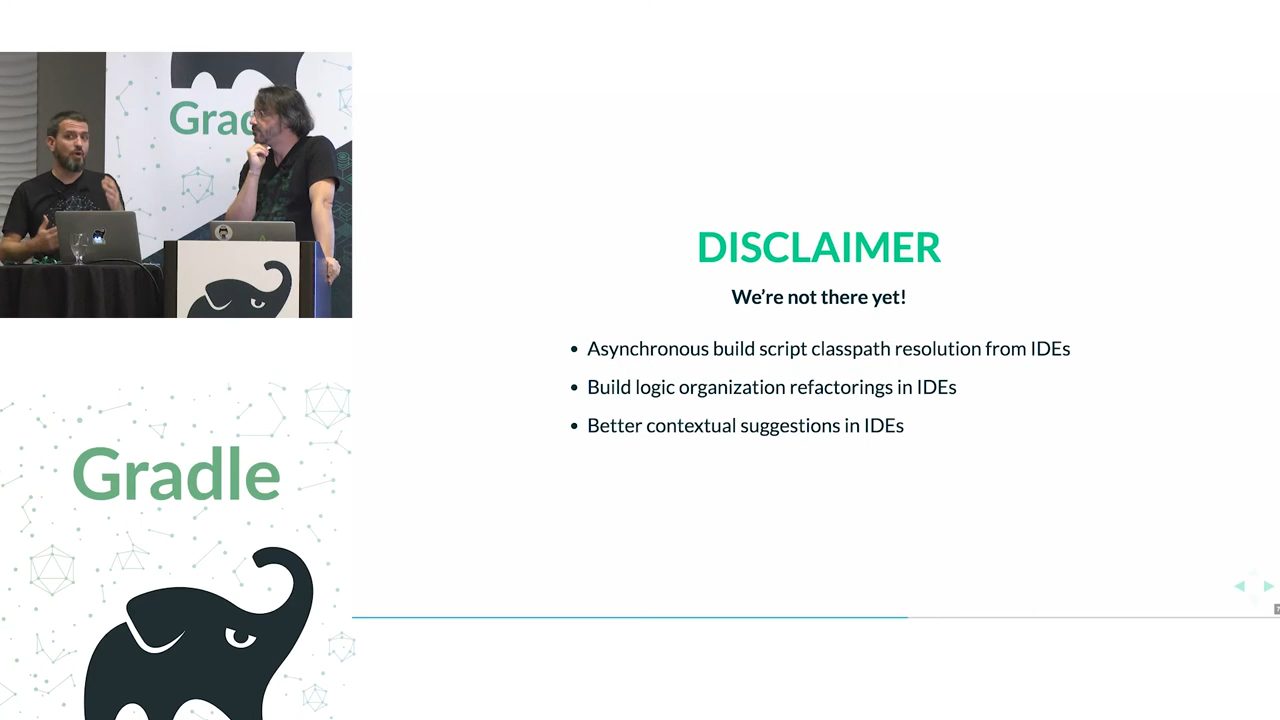 Grad
DISCLAIMER
We're not there yet!
• Asynchronous build script classpath resolution from IDEs
• Build logic organization refactorings in IDEs
• Better contextual suggestions in IDEs
Gradle